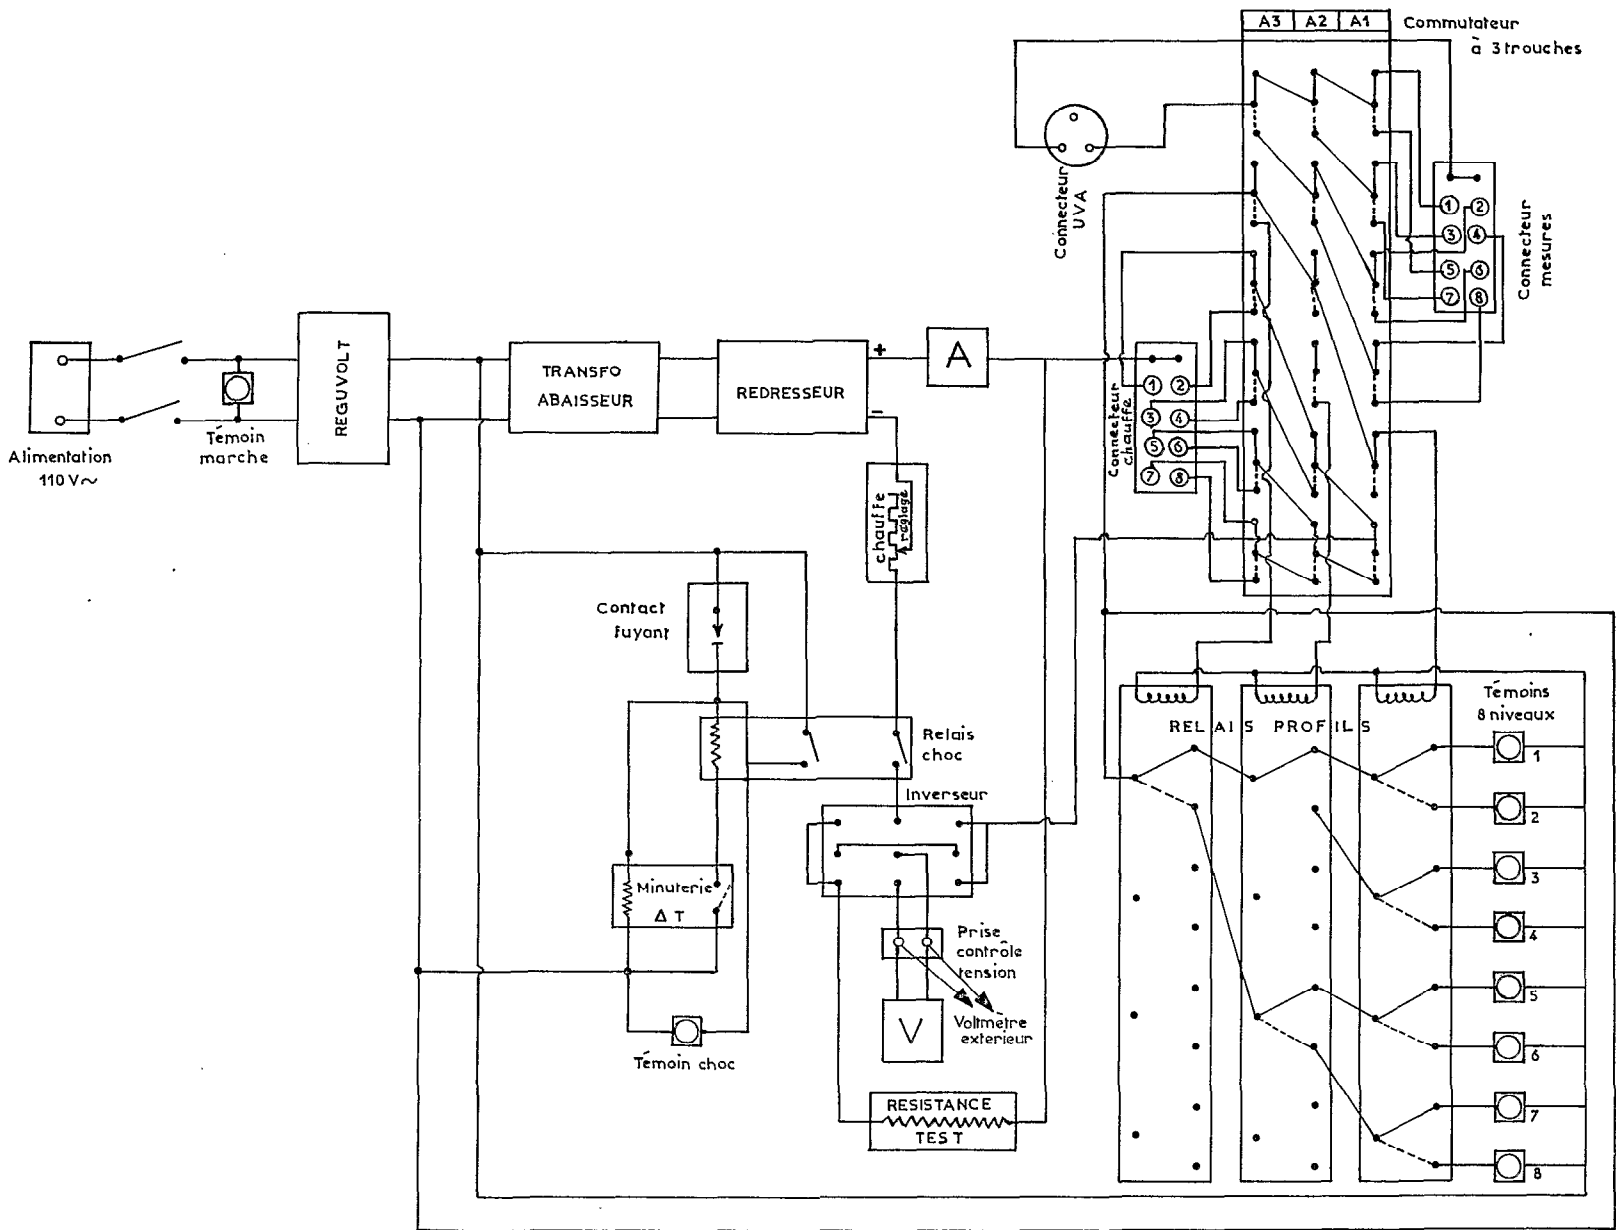 A3 A2 A1
Commutateur
à 3 trouches
Connecteur
UVA
1 2
3 4
5 6
7 8
Connecteur
mesures
Alimentation
110 V~
Témoin
marche
REGUVOLT
TRANSFO
ABAISSEUR
REDRESSEUR
+
-
A
Connecteur
chauffe
1 2
3 4
5 6
7 8
chauffe
réglage
Contact
fuyant
Relais
choc
Inverseur
Minuterie
Δ T
Prise
contrôle
tension
Voltmètre
exterieur
V
Témoin choc
RESISTANCE
TEST
RELAIS PROFILS
Témoins
8 niveaux
1
2
3
4
5
6
7
8